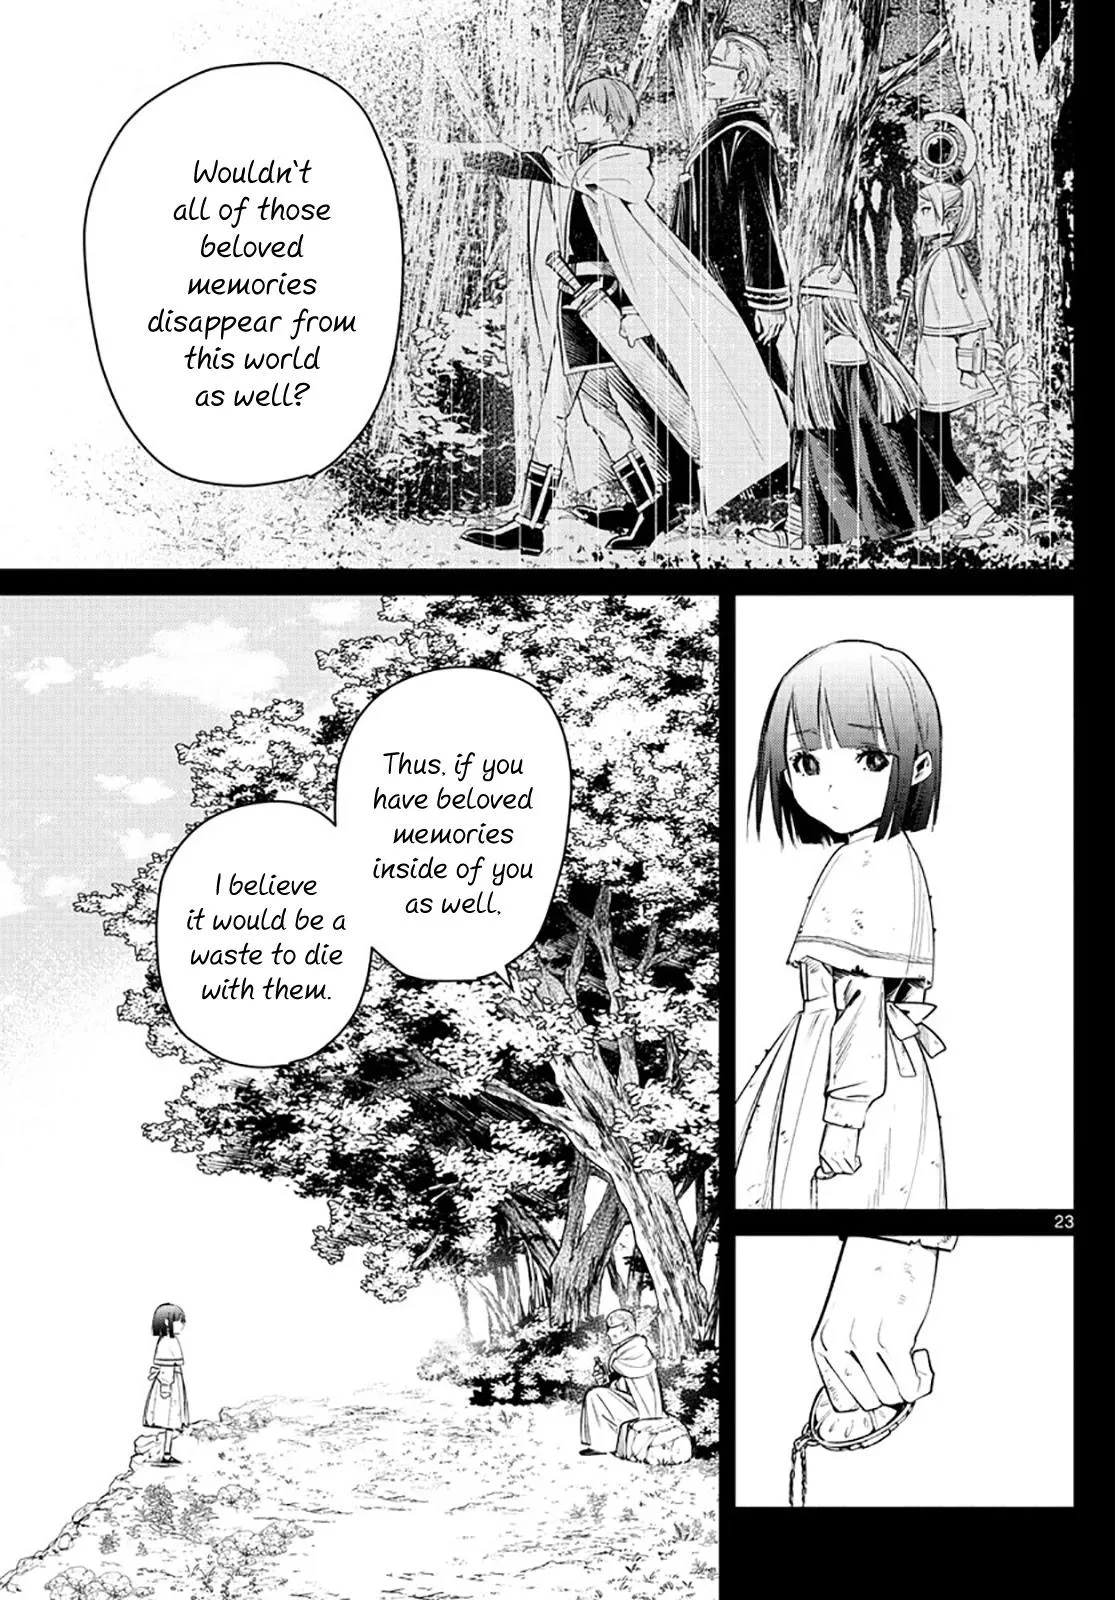 Wouldn't
all of those
beloved
memories
disappear from
this world
as well?
Thus, if you
have beloved
memories
inside of you
as well,
I believe
it would be a
waste to die
with them.
23